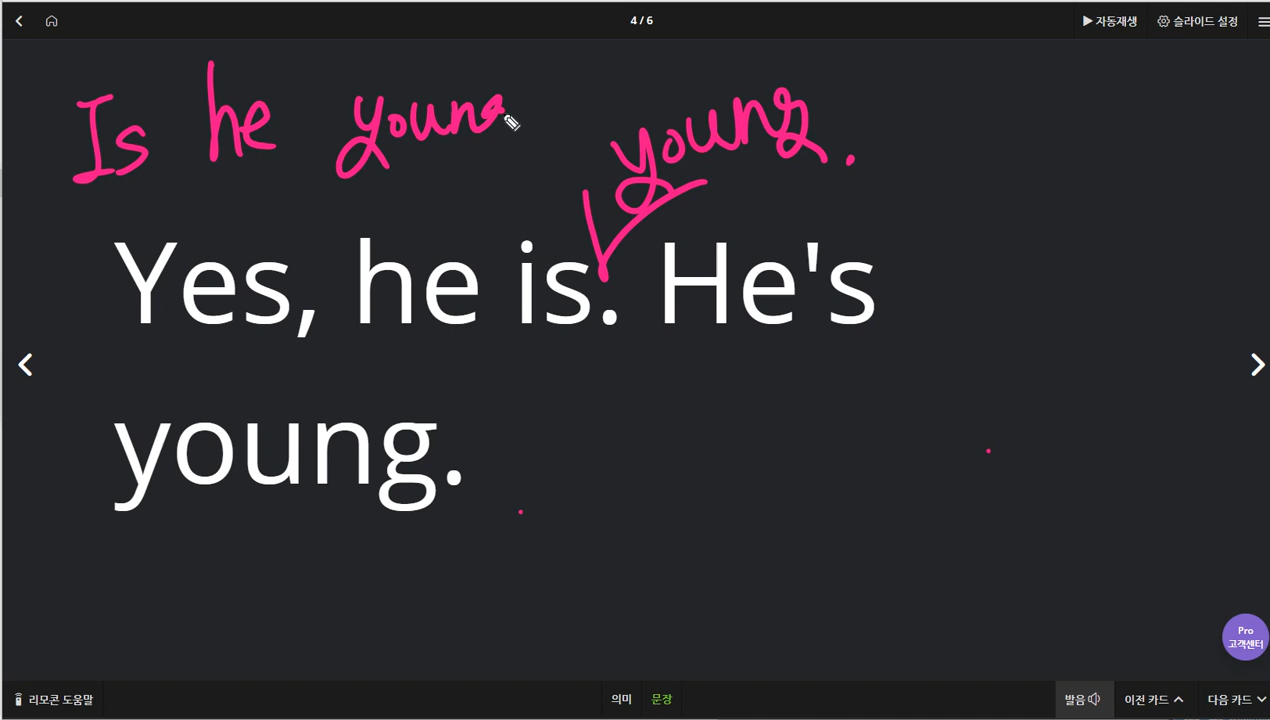 4 / 6
자동재생
슬라이드 설정
Is he young
young.
Yes, he is. He's
young.
Pro
고객센터
리모콘 도움말
의미
문장
발음
이전 카드
다음 카드